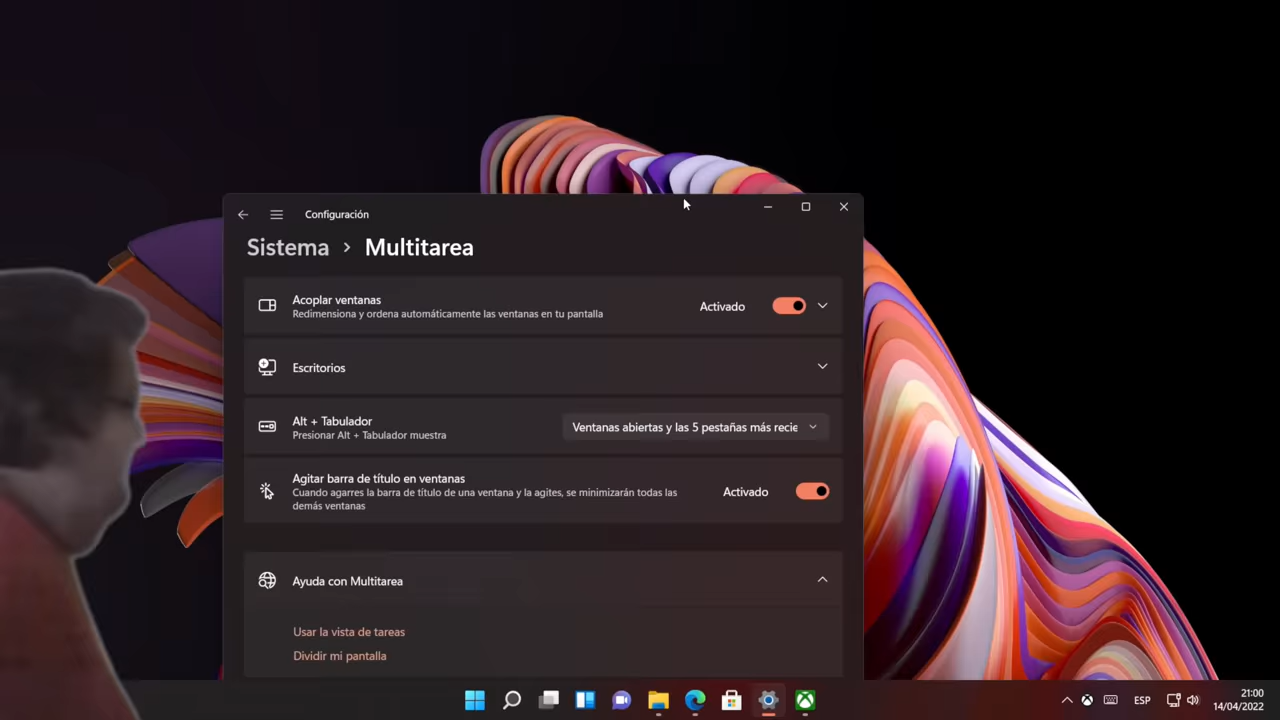 Configuración
Sistema › Multitarea
Acoplar ventanas
Redimensiona y ordena automáticamente las ventanas en tu pantalla
Activado
Escritorios
Alt + Tabulador
Presionar Alt + Tabulador muestra
Ventanas abiertas y las 5 pestañas más recie
Agitar barra de título en ventanas
Cuando agarres la barra de título de una ventana y la agites, se minimizarán todas las
demás ventanas
Activado
Ayuda con Multitarea
Usar la vista de tareas
Dividir mi pantalla
ESP
21:00
14/04/2022